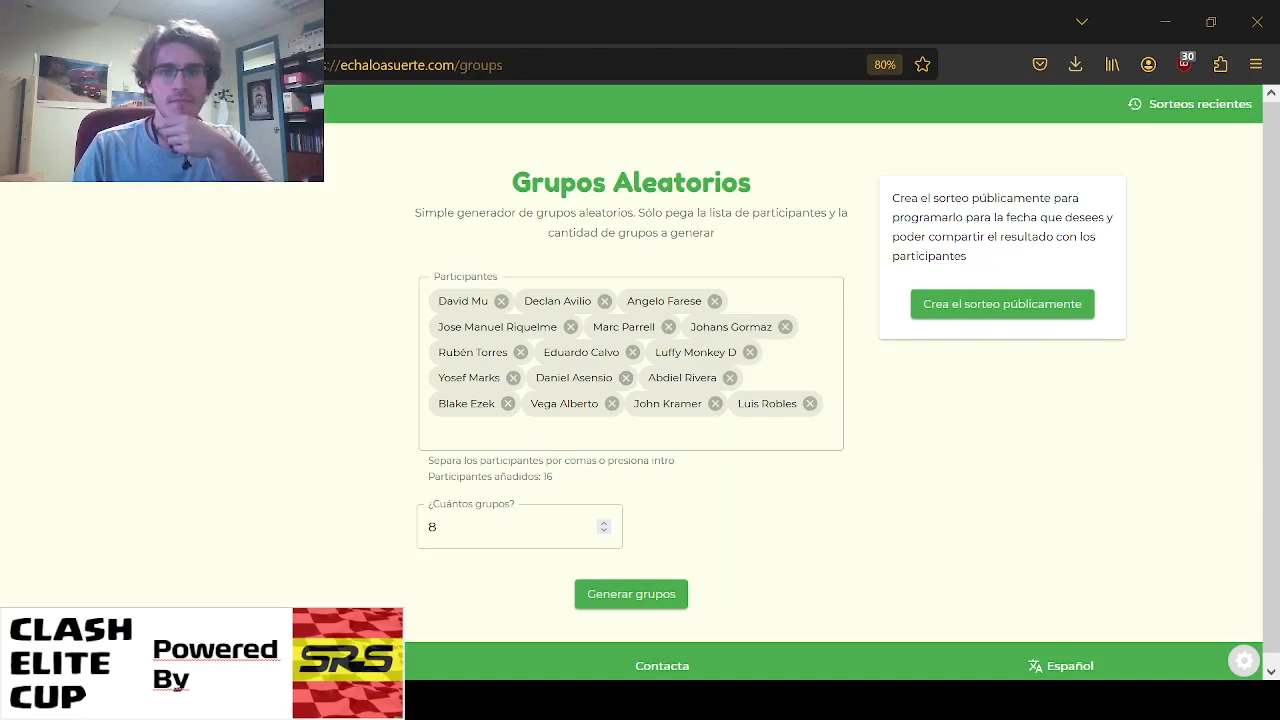 ://echaloasuerte.com/groups
80%
30
Sorteos recientes
Grupos Aleatorios
Simple generador de grupos aleatorios. Sólo pega la lista de participantes y la
cantidad de grupos a generar
Crea el sorteo públicamente para
programarlo para la fecha que desees y
poder compartir el resultado con los
participantes
Crea el sorteo públicamente
Participantes
David Mu Declan Avilio Angelo Farese
Jose Manuel Riquelme Marc Parrell Johans Gormaz
Rubén Torres Eduardo Calvo Luffy Monkey D
Yosef Marks Daniel Asensio Abdiel Rivera
Blake Ezek Vega Alberto John Kramer Luis Robles
Separa los participantes por comas o presiona intro
Participantes añadidos: 16
¿Cuántos grupos?
8
Generar grupos
CLASH
ELITE
CUP
Powered
By
SRS
Contacta
Español